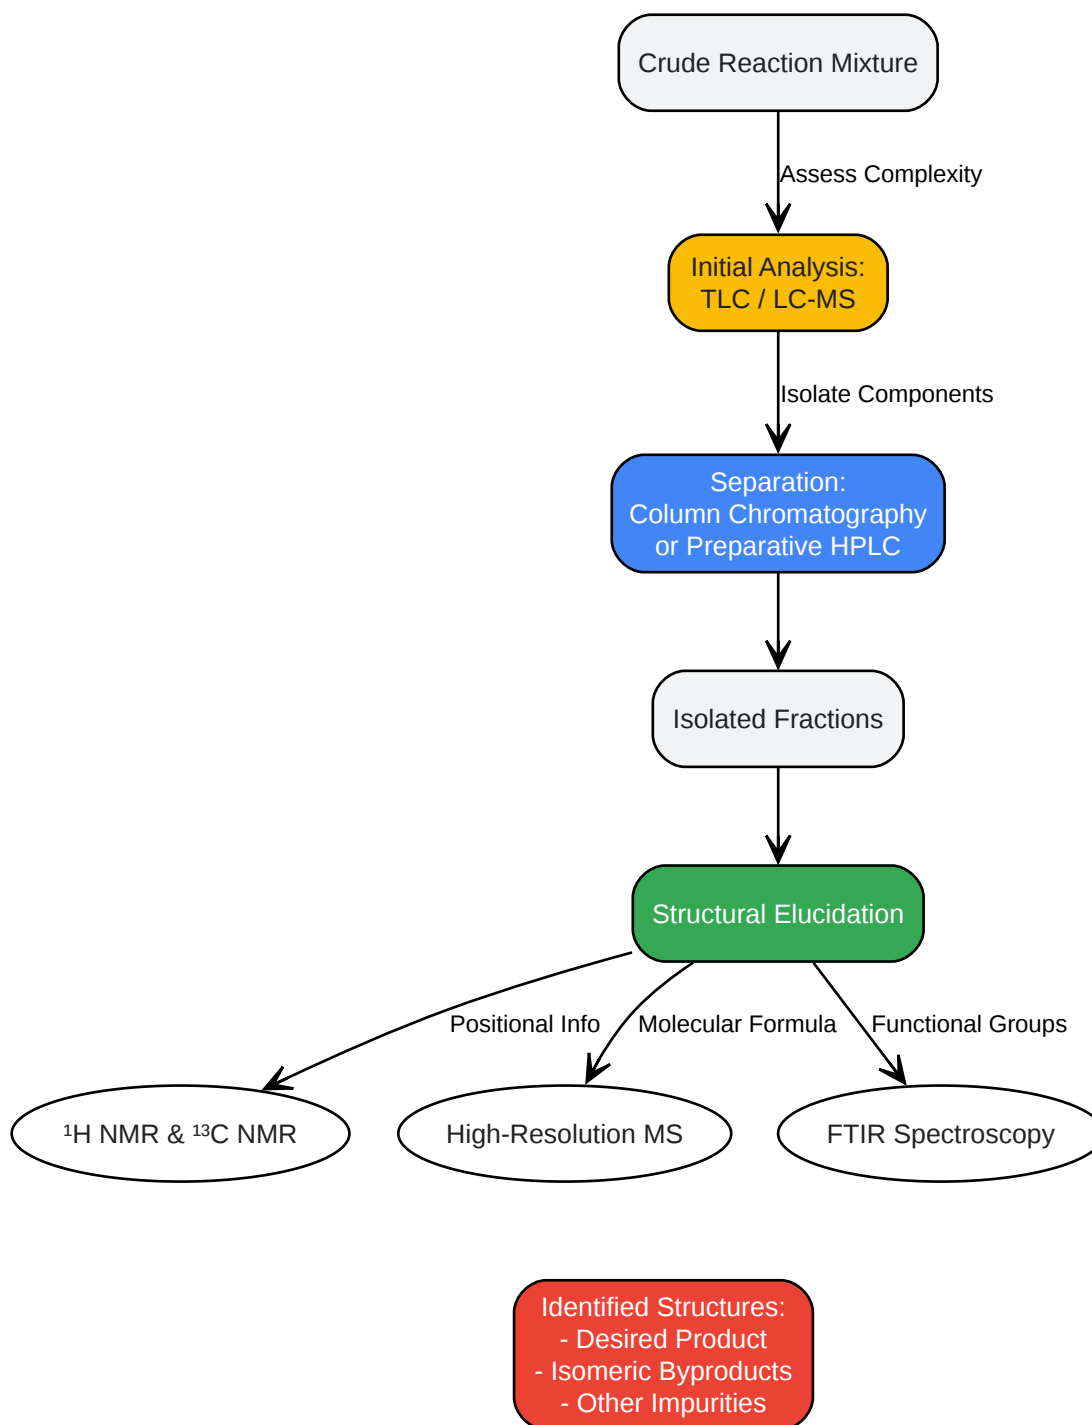 Crude Reaction Mixture
Assess Complexity
Initial Analysis:
TLC / LC-MS
Isolate Components
Separation:
Column Chromatography
or Preparative HPLC
Isolated Fractions
Structural Elucidation
Positional Info
Molecular Formula
Functional Groups
¹H NMR & ¹³C NMR
High-Resolution MS
FTIR Spectroscopy
Identified Structures:
- Desired Product
- Isomeric Byproducts
- Other Impurities